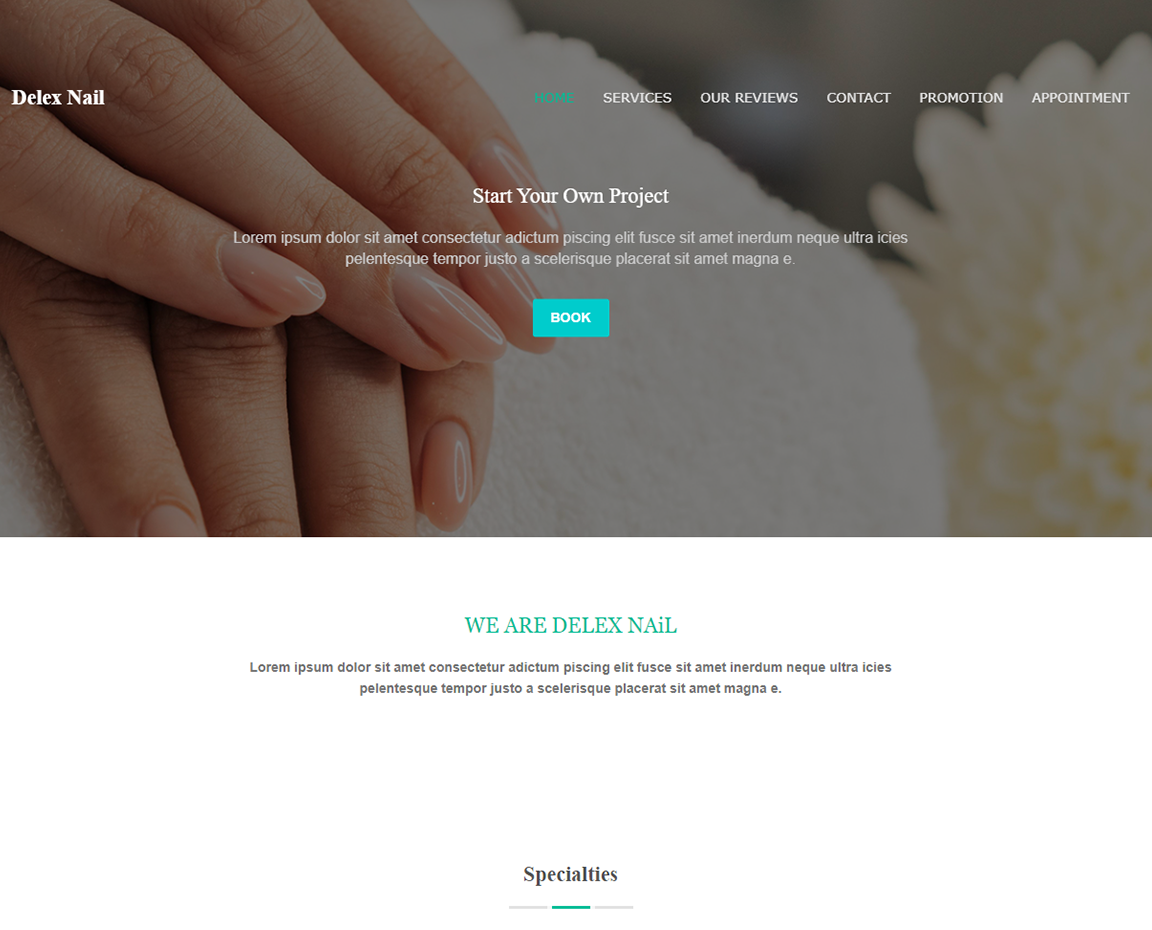 Delex Nail
HOME SERVICES OUR REVIEWS CONTACT PROMOTION APPOINTMENT
Start Your Own Project
Lorem ipsum dolor sit amet consectetur adictum piscing elit fusce sit amet inerdum neque ultra icies
pelentesque tempor justo a scelerisque placerat sit amet magna e.
BOOK
WE ARE DELEX NAiL
Lorem ipsum dolor sit amet consectetur adictum piscing elit fusce sit amet inerdum neque ultra icies
pelentesque tempor justo a scelerisque placerat sit amet magna e.
Specialties